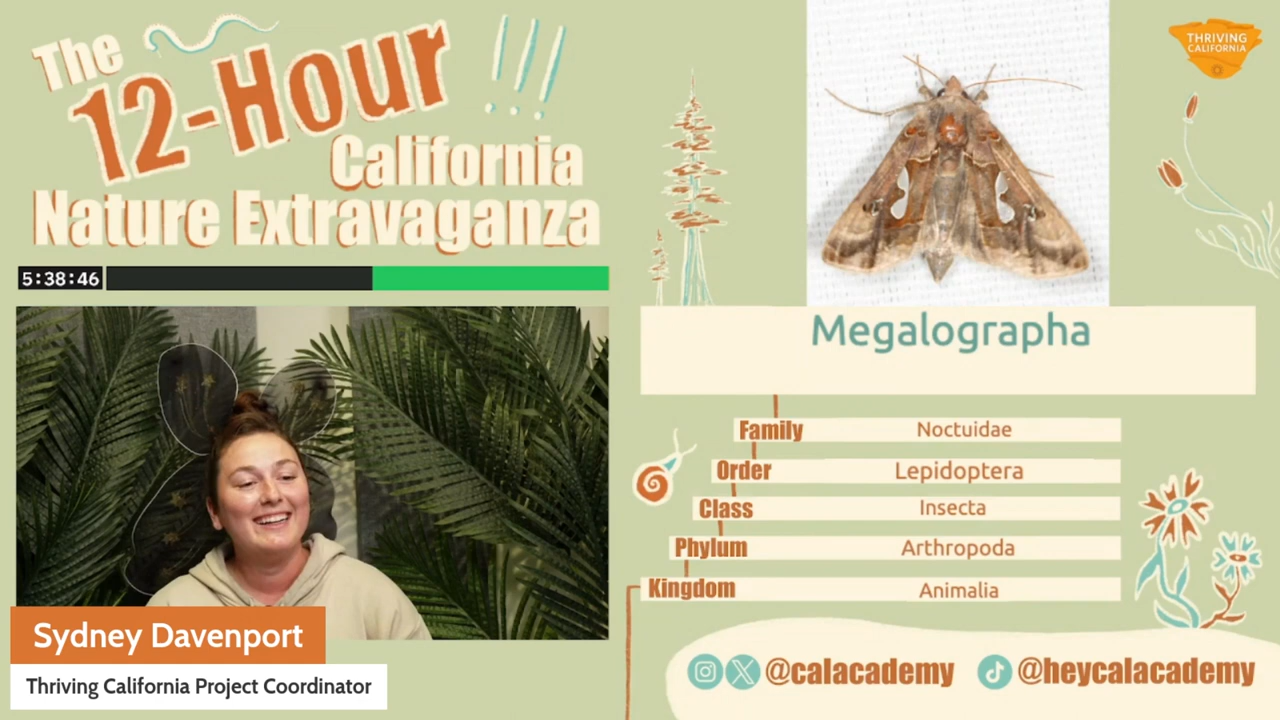 The
12-Hour
!!!
California
Nature Extravaganza
5:38:46
Sydney Davenport
Thriving California Project Coordinator
THRIVING
CALIFORNIA
Megalographa
Family Noctuidae
Order Lepidoptera
Class Insecta
Phylum Arthropoda
Kingdom Animalia
@calacademy @heycalacademy